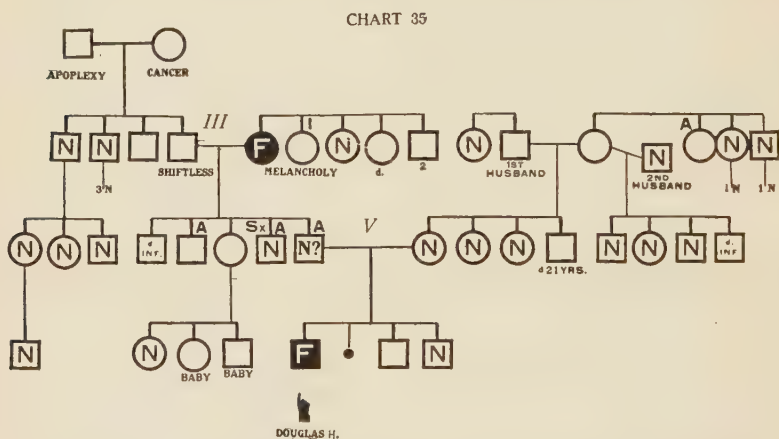 CHART 35
APOPLEXY CANCER
III
N N F I N N N A N N
SHIFTLESS MELANCHOLY d. 2 1ST HUSBAND 2ND HUSBAND
3 N 1 N 1 N
V
A Sx A A
N N N d. INF. N N? N N N d 21 YRS. N N N d. INF.
N N BABY BABY F N
DOUGLAS H.